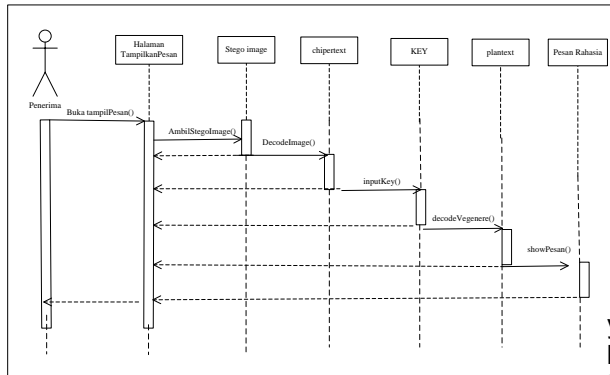 Halaman
TampilkanPesan
Stego image
chipertext
KEY
plantext
Pesan Rahasia
Penerima
Buka tampilPesan()
AmbilStegoImage()
DecodeImage()
inputKey()
decodeVegenere()
showPesan()